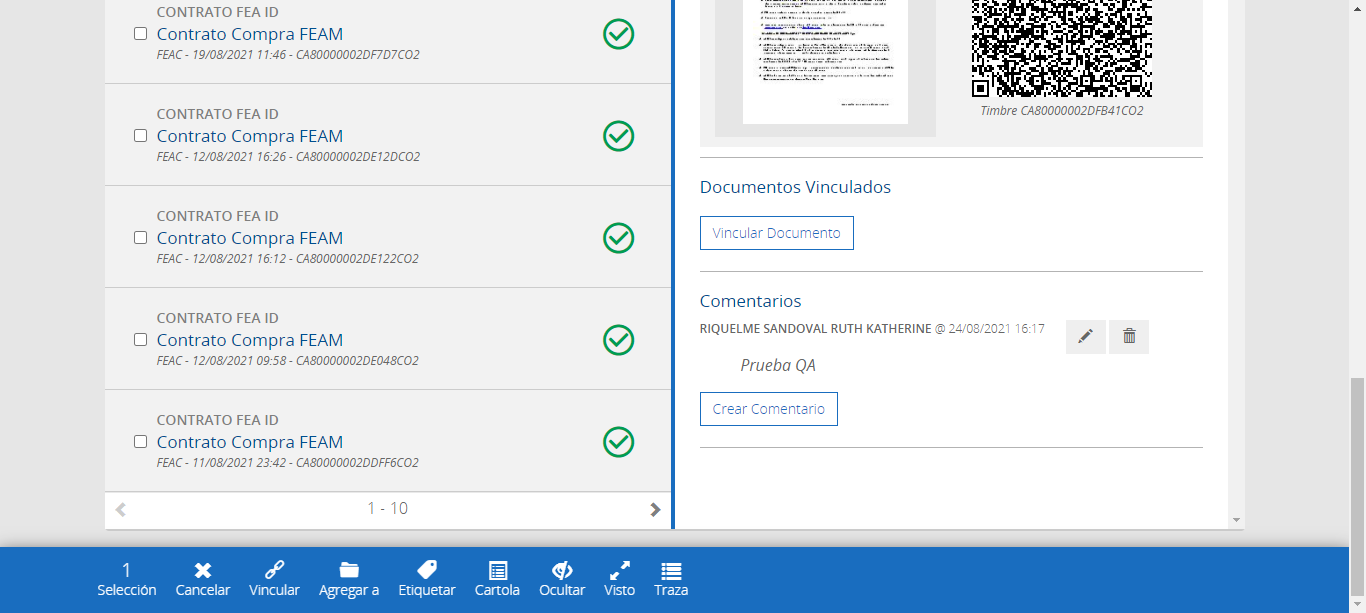 CONTRATO FEA ID
Contrato Compra FEAM
FEAC - 19/08/2021 11:46 - CA80000002DF7D7CO2
CONTRATO FEA ID
Contrato Compra FEAM
FEAC - 12/08/2021 16:26 - CA80000002DE12DCO2
CONTRATO FEA ID
Contrato Compra FEAM
FEAC - 12/08/2021 16:12 - CA80000002DE122CO2
CONTRATO FEA ID
Contrato Compra FEAM
FEAC - 12/08/2021 09:58 - CA80000002DE048CO2
CONTRATO FEA ID
Contrato Compra FEAM
FEAC - 11/08/2021 23:42 - CA80000002DDFF6CO2
1 - 10
Timbre CA80000002DFB41CO2
Documentos Vinculados
Vincular Documento
Comentarios
RIQUELME SANDOVAL RUTH KATHERINE @ 24/08/2021 16:17
Prueba QA
Crear Comentario
1
Selección
Cancelar
Vincular
Agregar a
Etiquetar
Cartola
Ocultar
Visto
Traza